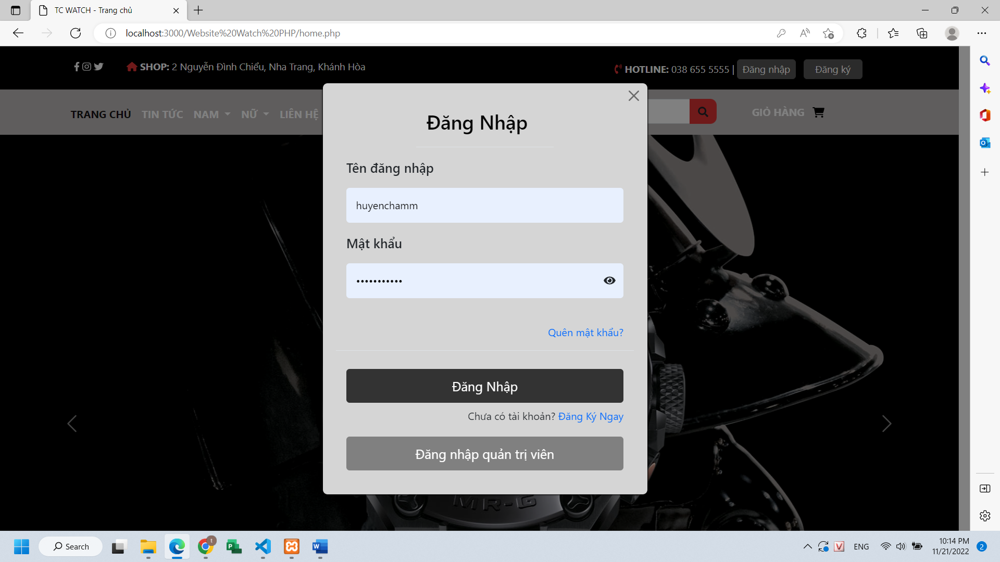 TC WATCH - Trang chủ
localhost:3000/Website%20Watch%20PHP/home.php
SHOP: 2 Nguyễn Đình Chiểu, Nha Trang, Khánh Hòa
HOTLINE: 038 655 5555 | Đăng nhập Đăng ký
TRANG CHỦ TIN TỨC NAM NỮ LIÊN HỆ GIỎ HÀNG
Đăng Nhập
Tên đăng nhập
huyenchamm
Mật khẩu
•••••••••••
Quên mật khẩu?
Đăng Nhập
Chưa có tài khoản? Đăng Ký Ngay
Đăng nhập quản trị viên
MR-G
Search
ENG
10:14 PM
11/21/2022
2